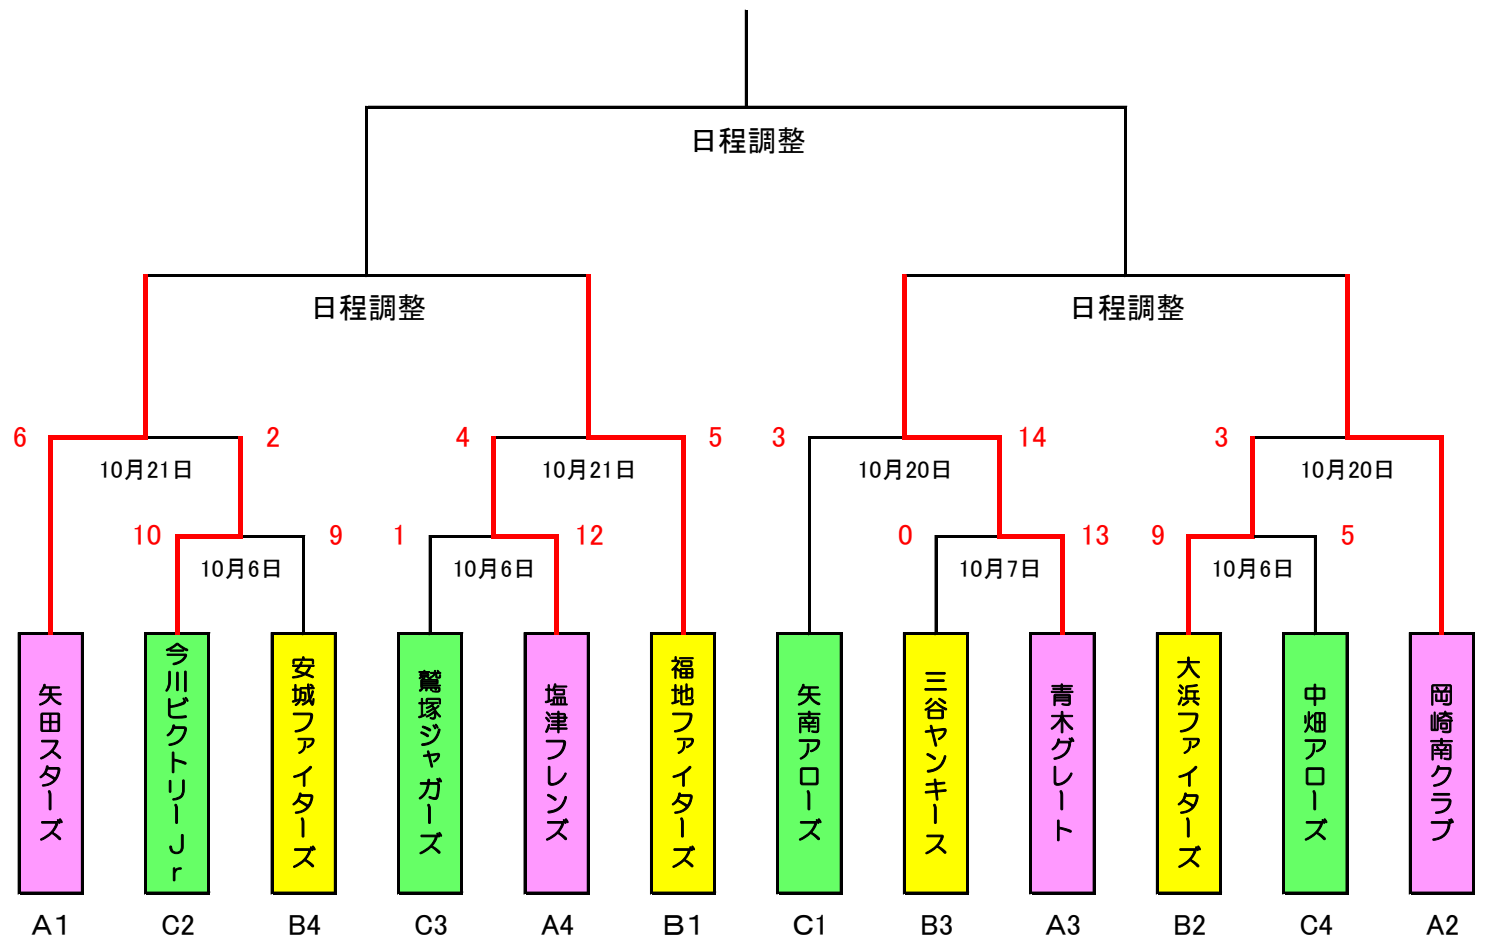 日程調整
日程調整
日程調整
6
2
4
5
3
14
3
10月21日
10月21日
10月20日
10月20日
10
9
1
12
0
13
9
5
10月6日
10月6日
10月7日
10月6日
矢田スターズ
今川ビクトリーJr
安城ファイターズ
鷲塚ジャガーズ
塩津フレンズ
福地ファイターズ
矢南アローズ
三谷ヤンキース
青木グレート
大浜ファイターズ
中畑アローズ
岡崎南クラブ
A1
C2
B4
C3
A4
B1
C1
B3
A3
B2
C4
A2